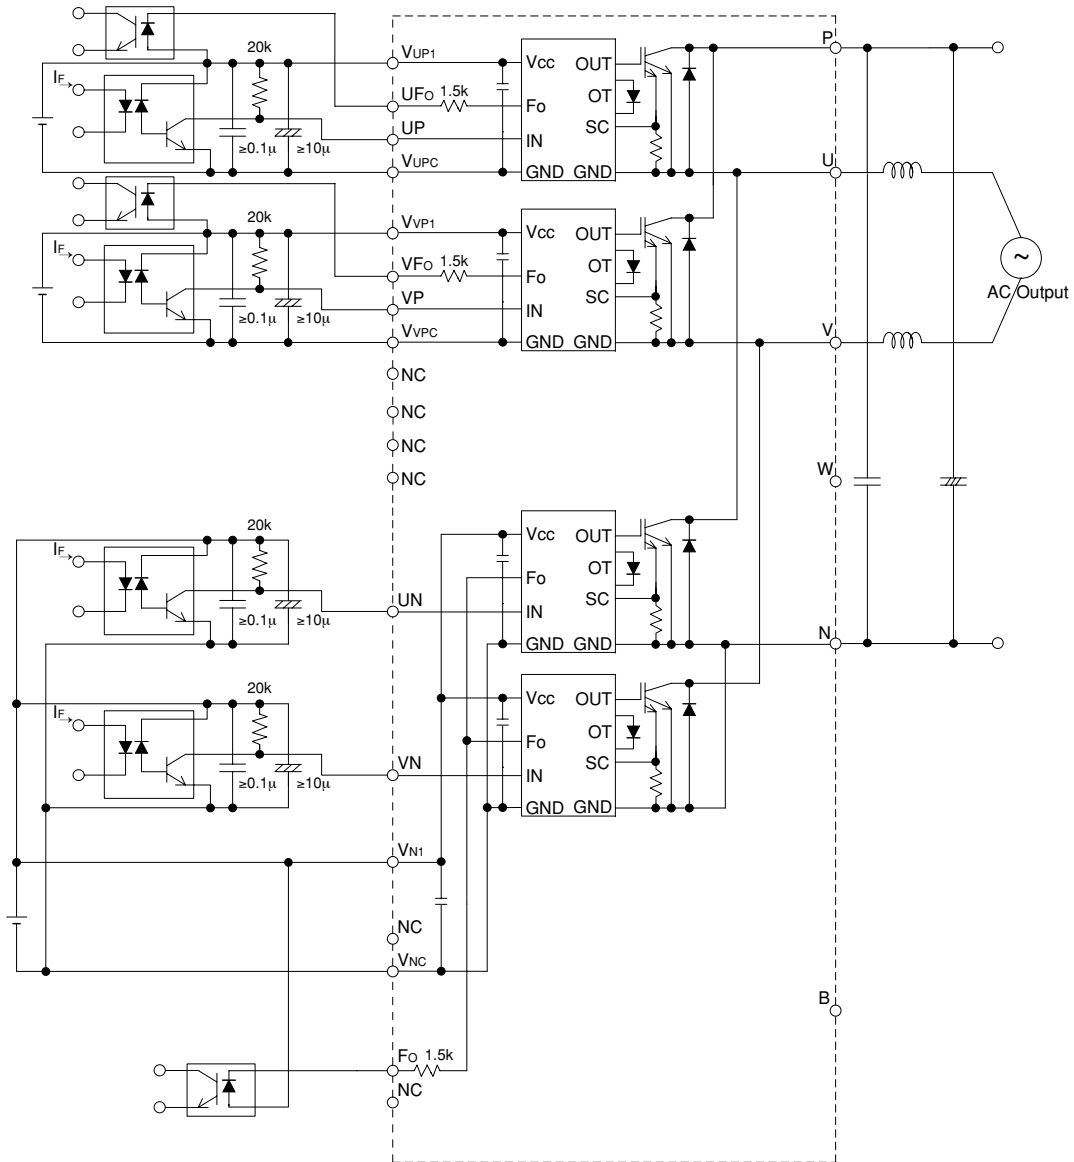 20k
IF
≥0.1μ
≥10μ
VUP1
UFO 1.5k
UP
VUPC
Vcc
Fo
IN
GND
OUT
OT
SC
GND
P
U
20k
IF
≥0.1μ
≥10μ
VVP1
VFO 1.5k
VP
VVPC
Vcc
Fo
IN
GND
OUT
OT
SC
GND
~
AC Output
V
NC
NC
NC
NC
W
20k
IF
≥0.1μ
≥10μ
UN
Vcc
Fo
IN
GND
OUT
OT
SC
GND
N
20k
IF
≥0.1μ
≥10μ
VN
Vcc
Fo
IN
GND
OUT
OT
SC
GND
VN1
NC
VNC
B
FO 1.5k
NC